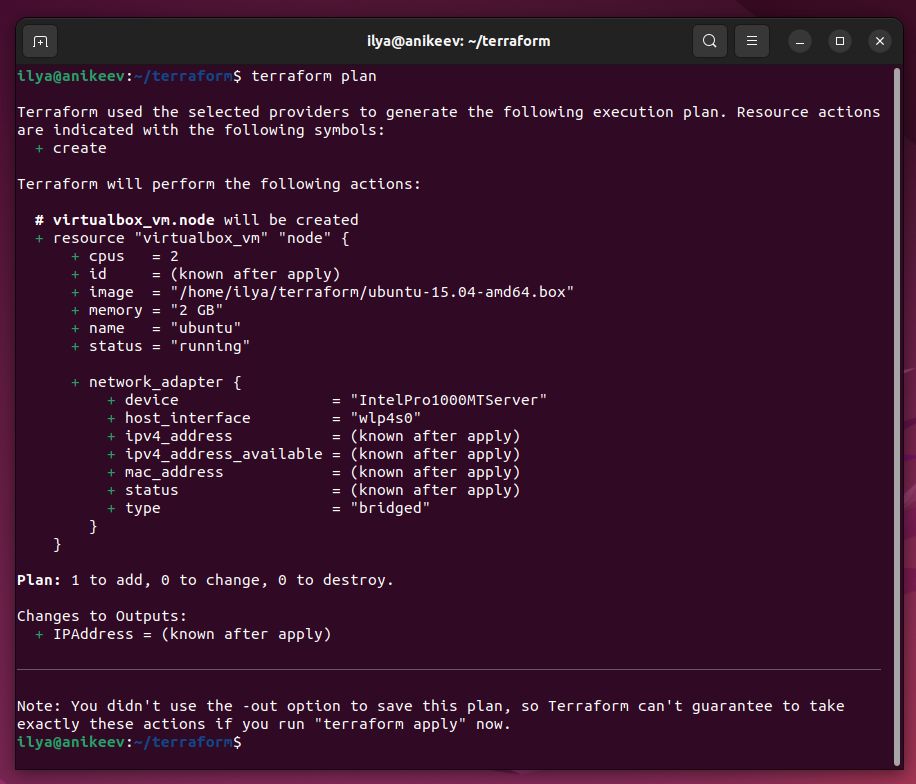 ilya@anikeev: ~/terraform
ilya@anikeev:~/terraform$ terraform plan
Terraform used the selected providers to generate the following execution plan. Resource actions
are indicated with the following symbols:
  + create
Terraform will perform the following actions:
  # virtualbox_vm.node will be created
  + resource "virtualbox_vm" "node" {
      + cpus   = 2
      + id     = (known after apply)
      + image  = "/home/ilya/terraform/ubuntu-15.04-amd64.box"
      + memory = "2 GB"
      + name   = "ubuntu"
      + status = "running"
      + network_adapter {
          + device                 = "IntelPro1000MTServer"
          + host_interface         = "wlp4s0"
          + ipv4_address           = (known after apply)
          + ipv4_address_available = (known after apply)
          + mac_address            = (known after apply)
          + status                 = (known after apply)
          + type                   = "bridged"
        }
    }
Plan: 1 to add, 0 to change, 0 to destroy.
Changes to Outputs:
  + IPAddress = (known after apply)
Note: You didn't use the -out option to save this plan, so Terraform can't guarantee to take
exactly these actions if you run "terraform apply" now.
ilya@anikeev:~/terraform$